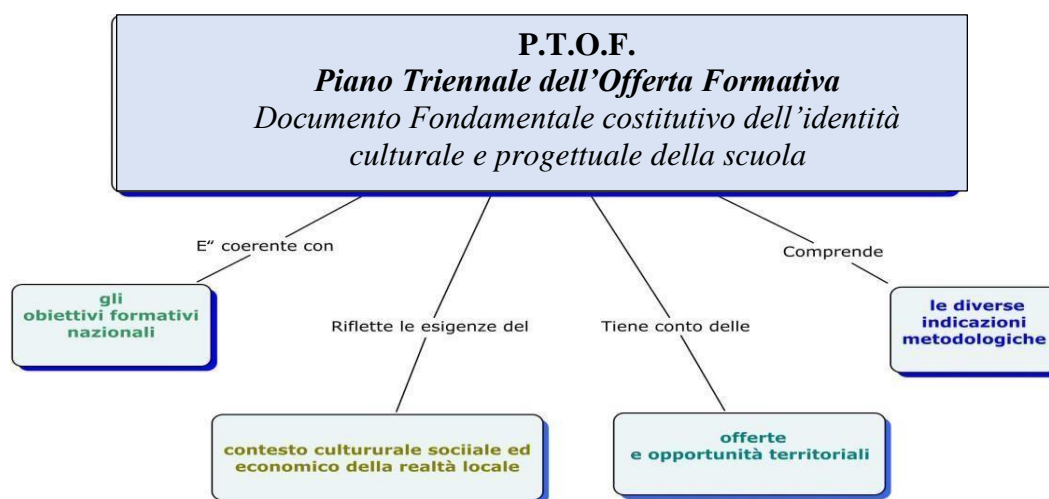 P.T.O.F.
Piano Triennale dell’Offerta Formativa
Documento Fondamentale costitutivo dell’identità
culturale e progettuale della scuola
E“ coerente con
Comprende
gli
obiettivi formativi
nazionali
Riflette le esigenze del
Tiene conto delle
le diverse
indicazioni
metodologiche
contesto cultururale sociiale ed
economico della realtà locale
offerte
e opportunità territoriali